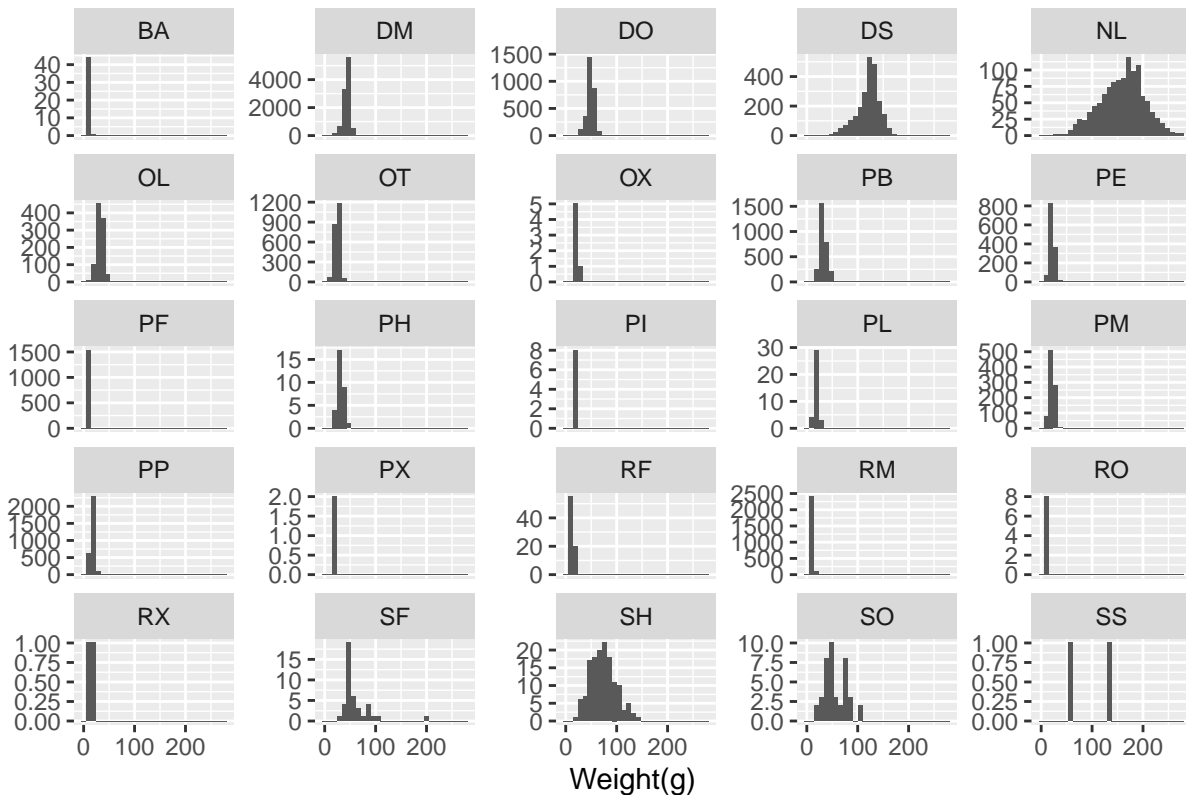 BA DM DO DS NL
40 30 20 10 0
4000 2000 0
1500 1000 500 0
400 200 0
100 75 50 25 0
OL OT OX PB PE
400 300 200 100 0
1200 900 600 300 0
5 4 3 2 1 0
1500 1000 500 0
800 600 400 200 0
PF PH PI PL PM
1500 1000 500 0
15 10 5 0
8 6 4 2 0
30 20 10 0
500 400 300 200 100 0
PP PX RF RM RO
2000 1500 1000 500 0
2.0 1.5 1.0 0.5 0.0
40 20 0
2500 2000 1500 1000 500 0
8 6 4 2 0
RX SF SH SO SS
1.00 0.75 0.50 0.25 0.00
15 10 5 0
20 15 10 5 0
10.0 7.5 5.0 2.5 0.0
1.00 0.75 0.50 0.25 0.00
0 100 200 0 100 200 0 100 200 0 100 200 0 100 200
Weight(g)